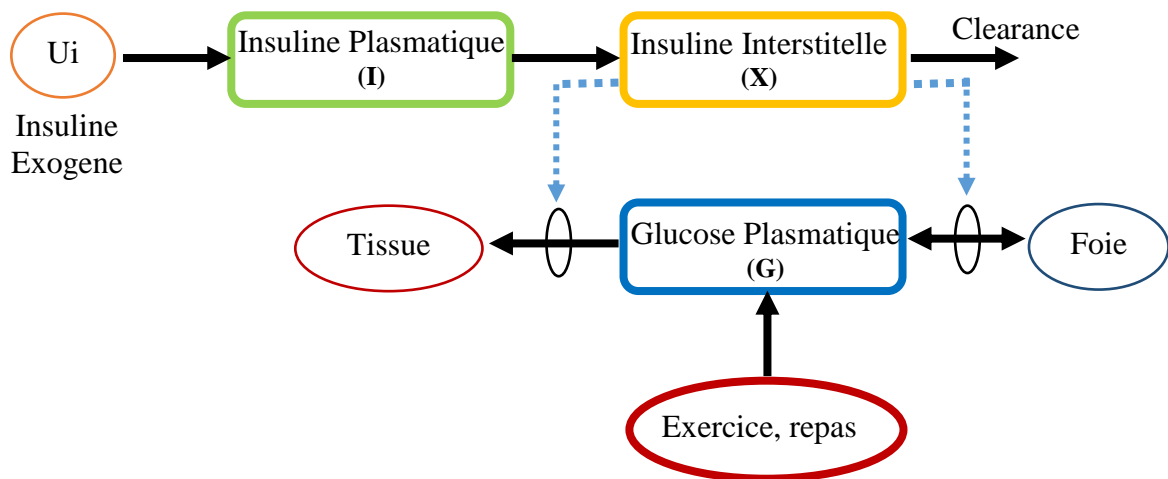 Ui
Insuline
Exogene
Insuline Plasmatique
(I)
Insuline Interstitelle
(X)
Clearance
Tissue
Glucose Plasmatique
(G)
Foie
Exercice, repas